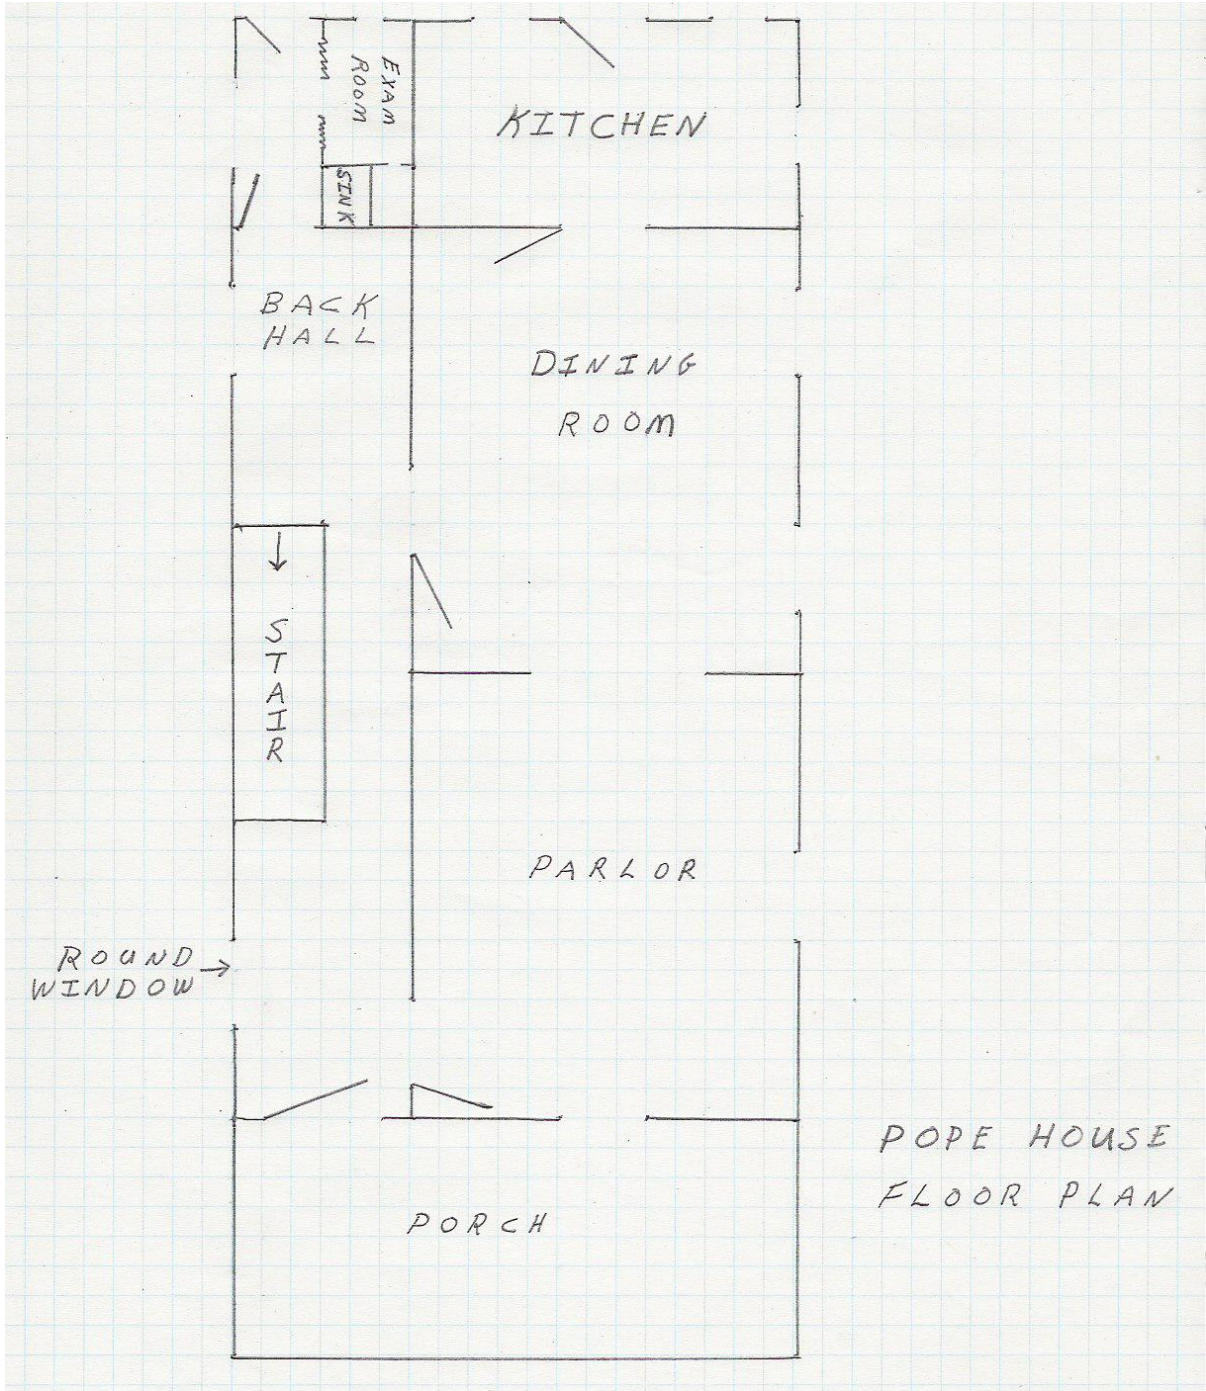 EXAM
ROOM
KITCHEN
SINK
BACK
HALL
DINING
ROOM
STAIR
PARLOR
ROUND
WINDOW
POPE HOUSE
FLOOR PLAN
PORCH